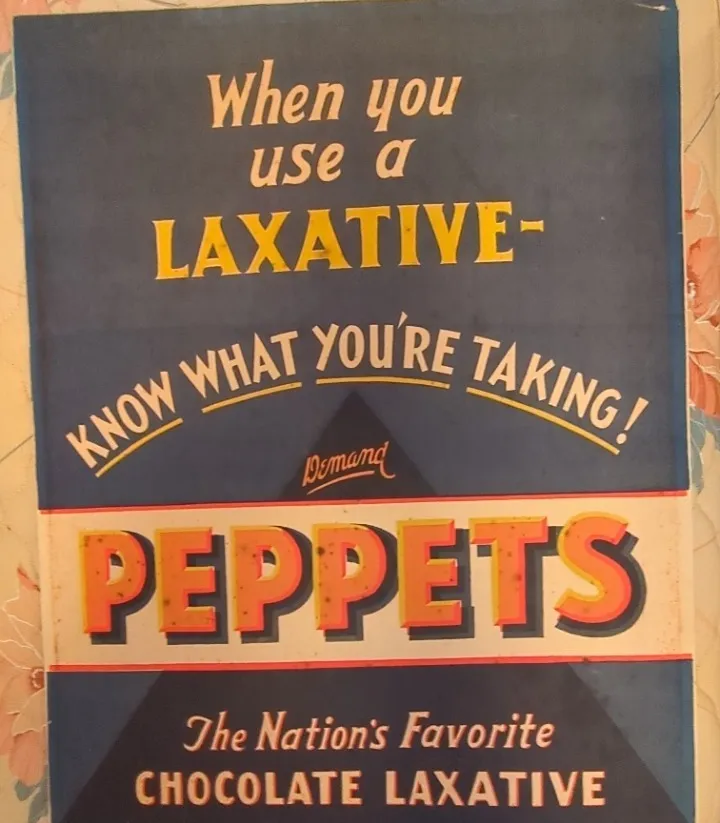 When you
use a
LAXATIVE-
KNOW WHAT YOU'RE TAKING!
Demand
PEPPETS
The Nation's Favorite
CHOCOLATE LAXATIVE